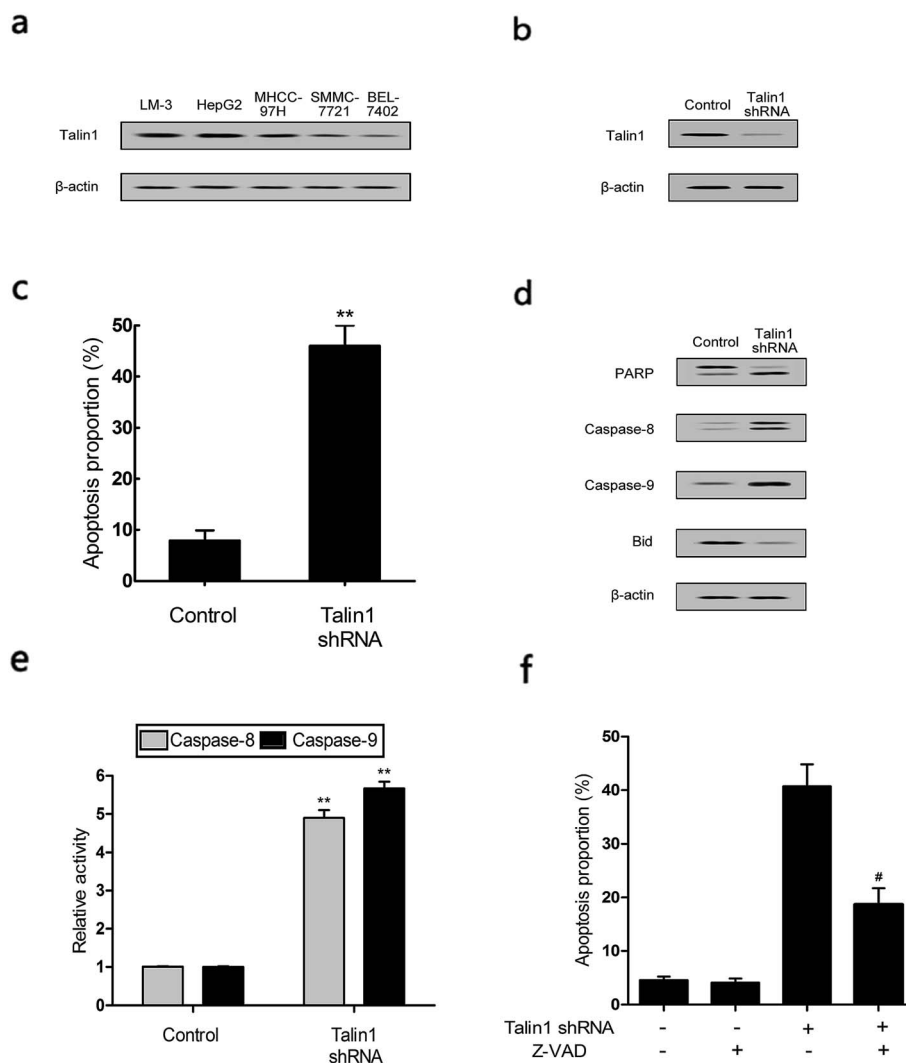 a
LM-3 HepG2 MHCC-97H SMMC-7721 BEL-7402
Talin1
β-actin
b
Control Talin1 shRNA
Talin1
β-actin
c
Apoptosis proportion (%)
50
40
30
20
10
0
**
Control Talin1
shRNA
d
Control Talin1 shRNA
PARP
Caspase-8
Caspase-9
Bid
β-actin
e
Caspase-8 Caspase-9
Relative activity
6
5
4
3
2
1
0
** **
Control Talin1
shRNA
f
Apoptosis proportion (%)
50
40
30
20
10
0
#
Talin1 shRNA - - + +
Z-VAD - + - +